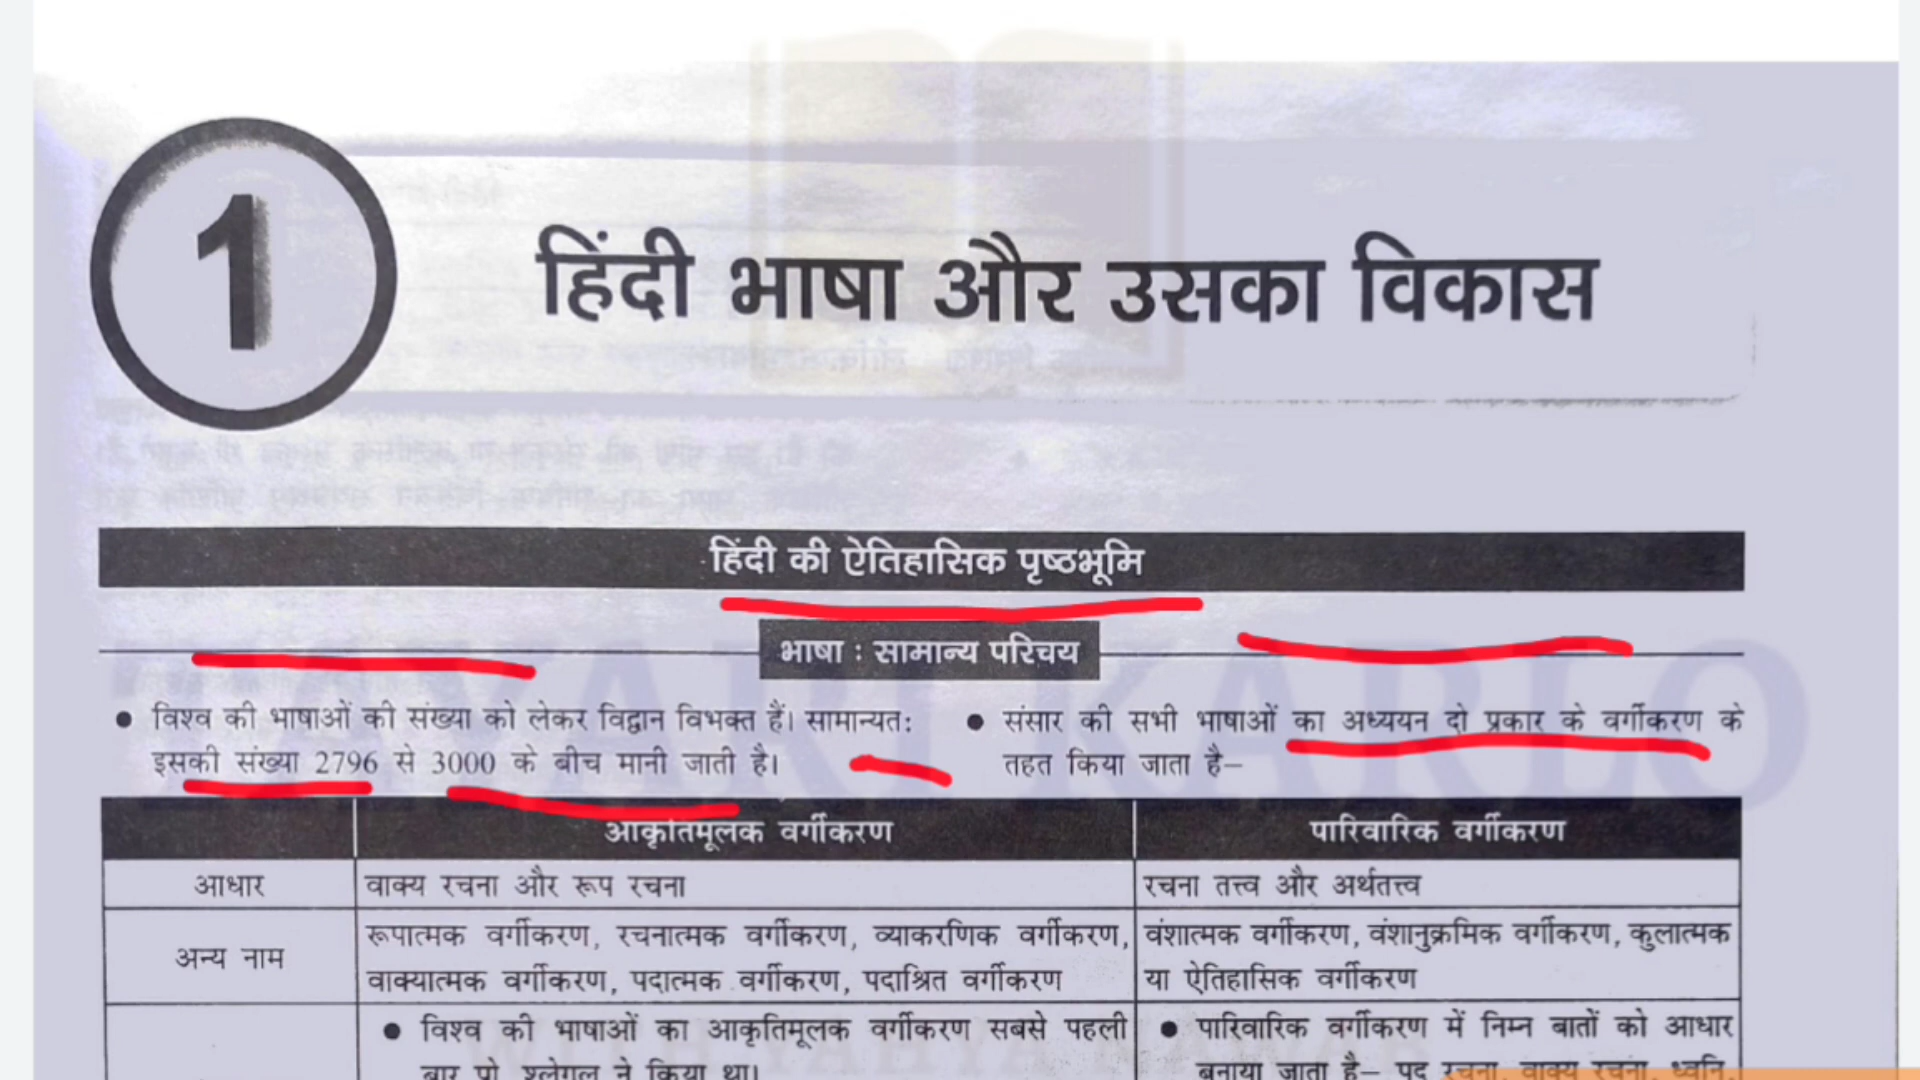 1
हिंदी भाषा और उसका विकास
हिंदी की ऐतिहासिक पृष्ठभूमि
भाषा : सामान्य परिचय
● विश्व की भाषाओं की संख्या को लेकर विद्वान विभक्त हैं। सामान्यत:
इसकी संख्या 2796 से 3000 के बीच मानी जाती है।
● संसार की सभी भाषाओं का अध्ययन दो प्रकार के वर्गीकरण के
तहत किया जाता है–
आकृतिमूलक वर्गीकरण
पारिवारिक वर्गीकरण
आधार
वाक्य रचना और रूप रचना
रचना तत्त्व और अर्थतत्त्व
अन्य नाम
रूपात्मक वर्गीकरण, रचनात्मक वर्गीकरण, व्याकरणिक वर्गीकरण,
वाक्यात्मक वर्गीकरण, पदात्मक वर्गीकरण, पदाश्रित वर्गीकरण
वंशात्मक वर्गीकरण, वंशानुक्रमिक वर्गीकरण, कुलात्मक
या ऐतिहासिक वर्गीकरण
● विश्व की भाषाओं का आकृतिमूलक वर्गीकरण सबसे पहली
बार प्रो. श्लेगल ने किया था।
● पारिवारिक वर्गीकरण में निम्न बातों को आधार
बनाया जाता है– पद रचना, वाक्य रचना, ध्वनि,